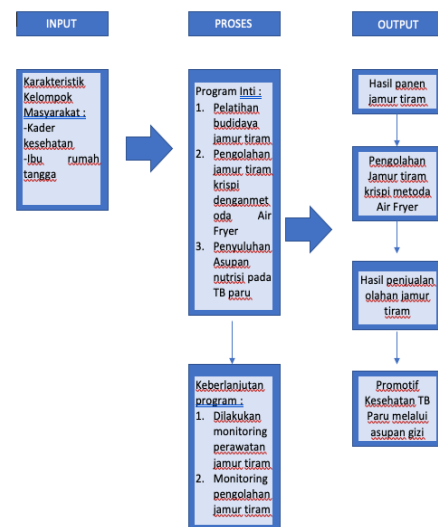 INPUT
PROSES
OUTPUT
Karakteristik
Kelompok
Masyarakat :
-Kader
kesehatan
-Ibu rumah
tangga
Program Inti :
1. Pelatihan
budidaya
jamur tiram
2. Pengolahan
jamur tiram
krispi
denganmet
oda Air
Fryer
3. Penyuluhan
Asupan
nutrisi pada
TB paru
Keberlanjutan
program :
1. Dilakukan
monitoring
perawatan
jamur tiram
2. Monitoring
pengolahan
jamur tiram
Hasil panen
jamur tiram
Pengolahan
Jamur tiram
krispi metoda
Air Fryer
Hasil penjualan
olahan jamur
tiram
Promotif
Kesehatan TB
Paru melalui
asupan gizi